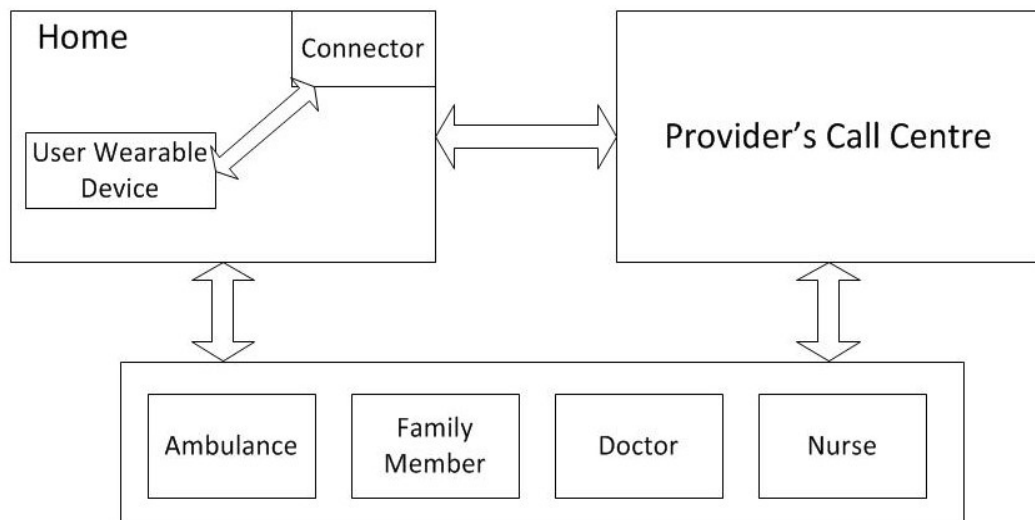 Home
Connector
User Wearable
Device
Provider's Call Centre
Ambulance
Family
Member
Doctor
Nurse